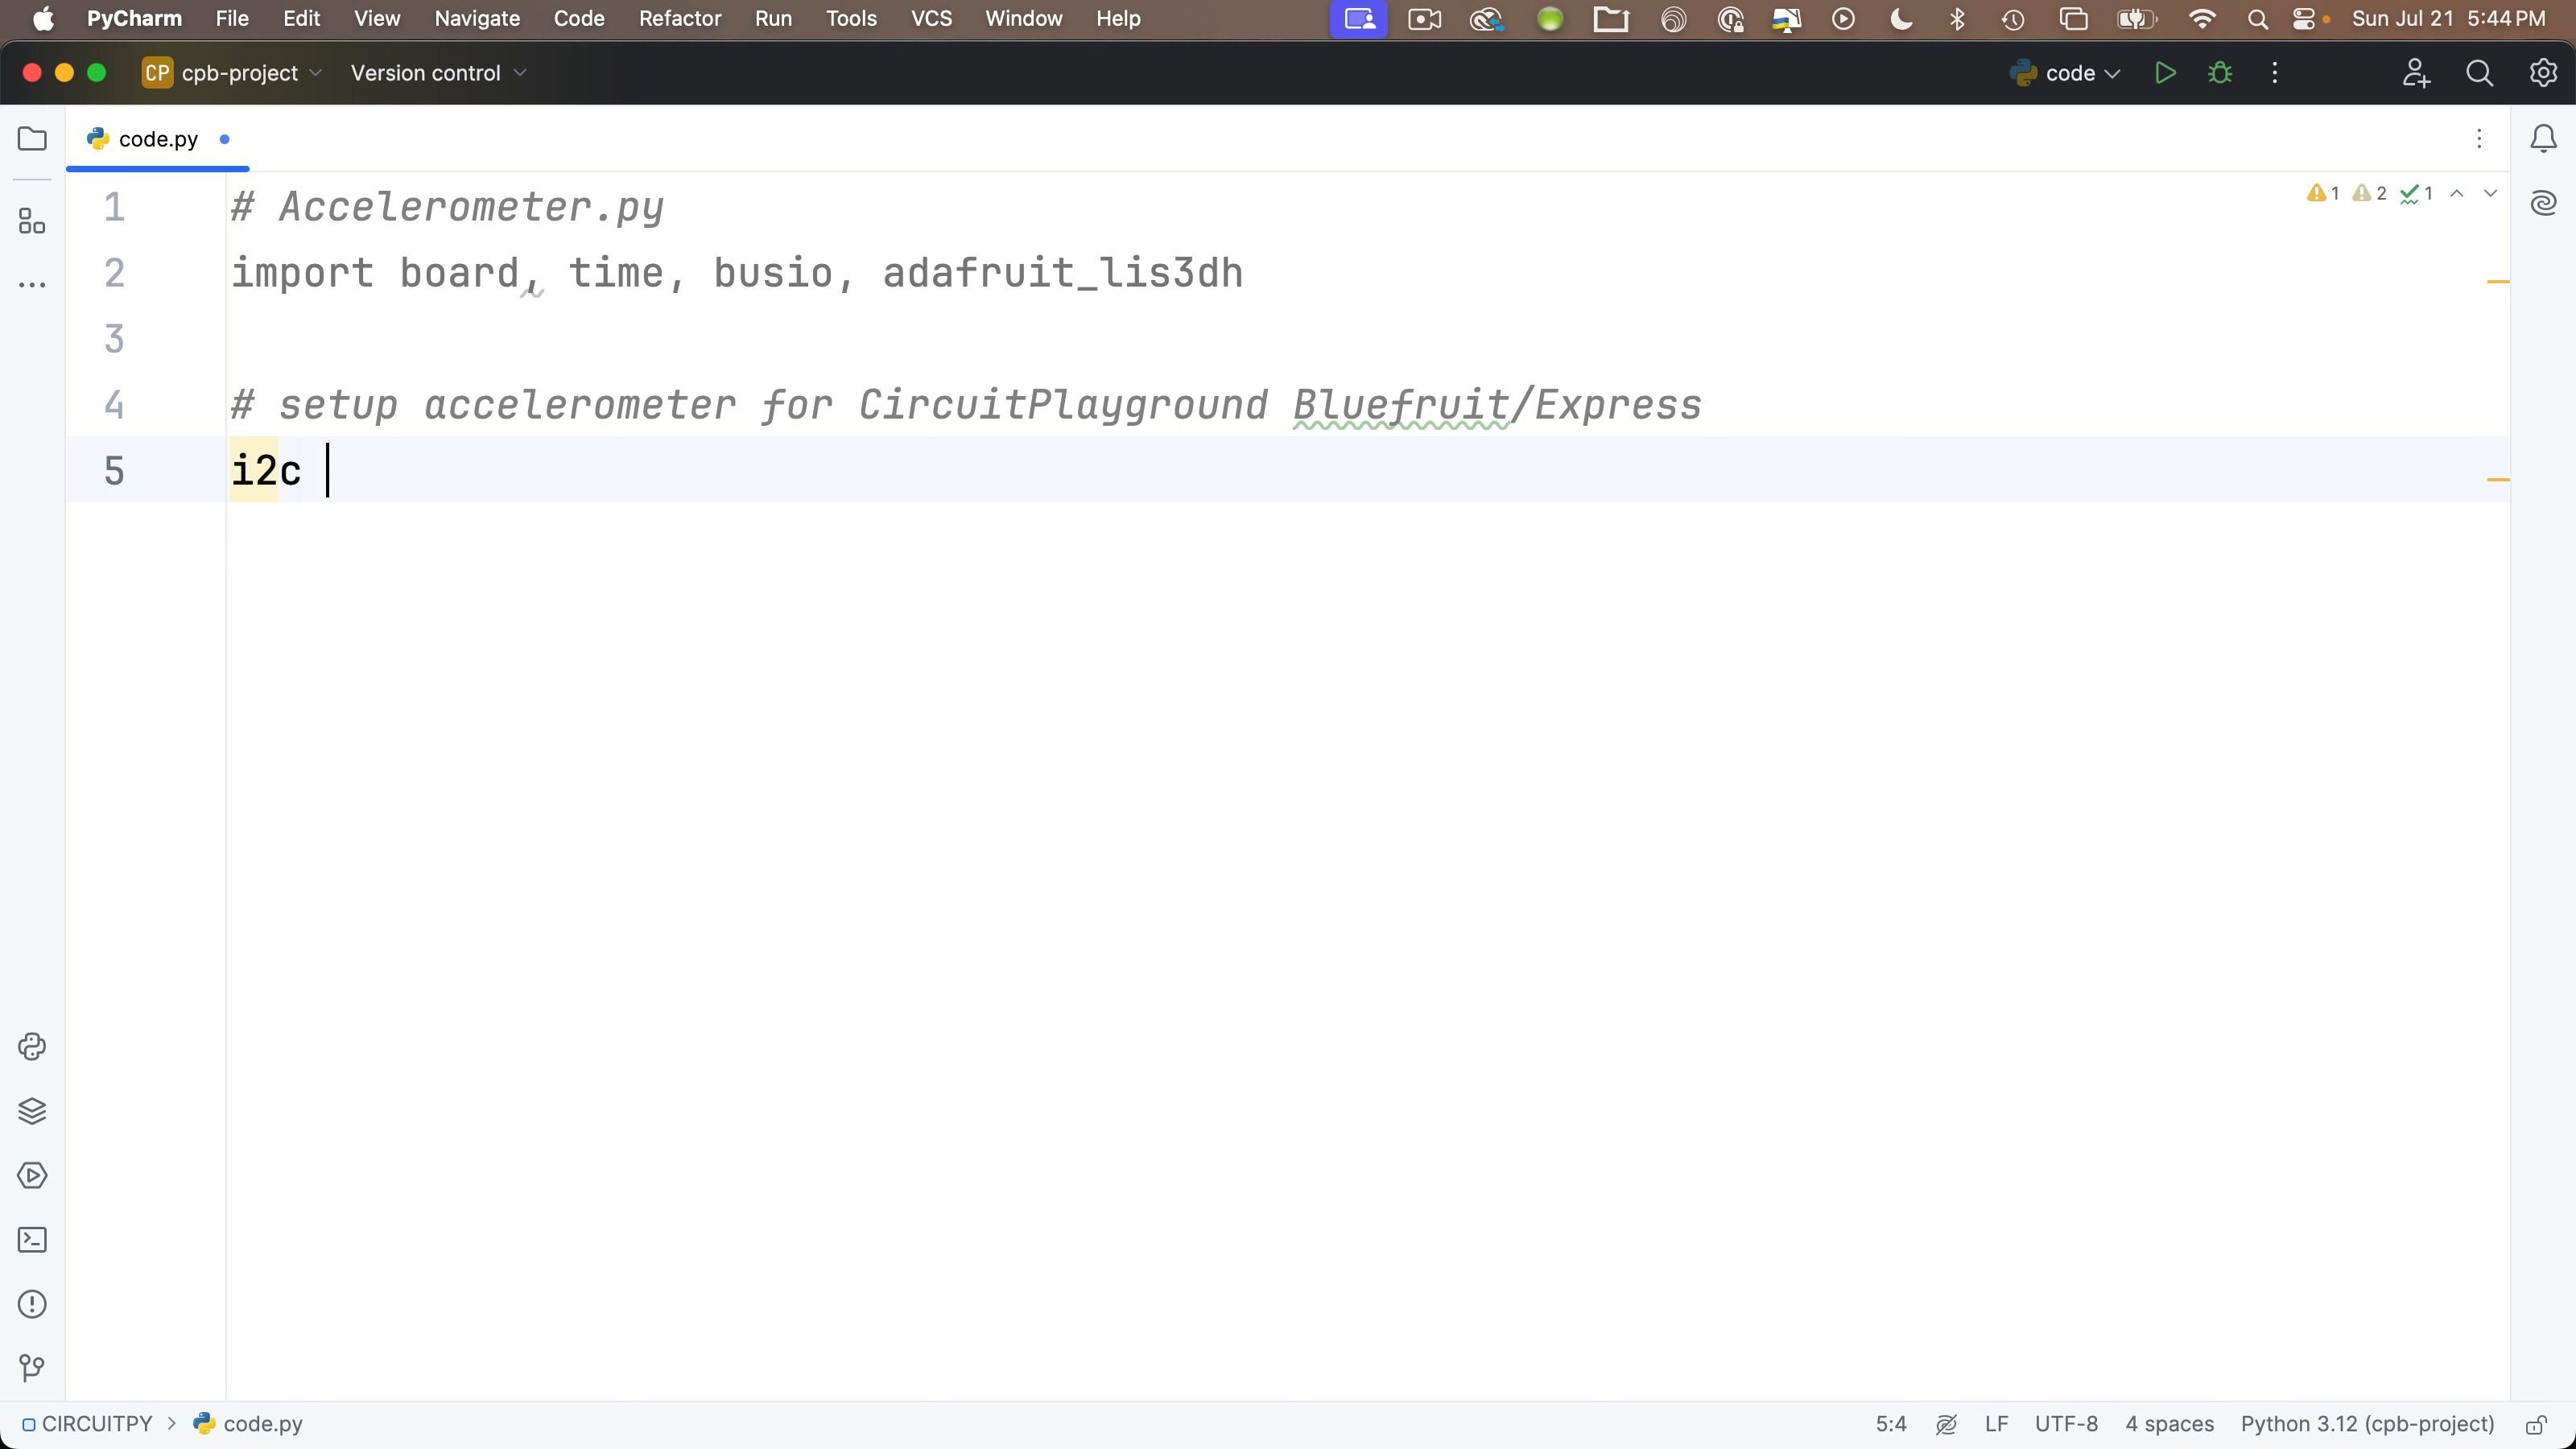 PyCharm File Edit View Navigate Code Refactor Run Tools VCS Window Help Sun Jul 21 5:44 PM
CP cpb-project Version control code
code.py
1 2 1
1 # Accelerometer.py
2 import board, time, busio, adafruit_lis3dh
3
4 # setup accelerometer for CircuitPlayground Bluefruit/Express
5 i2c
CIRCUITPY > code.py 5:4 LF UTF-8 4 spaces Python 3.12 (cpb-project)